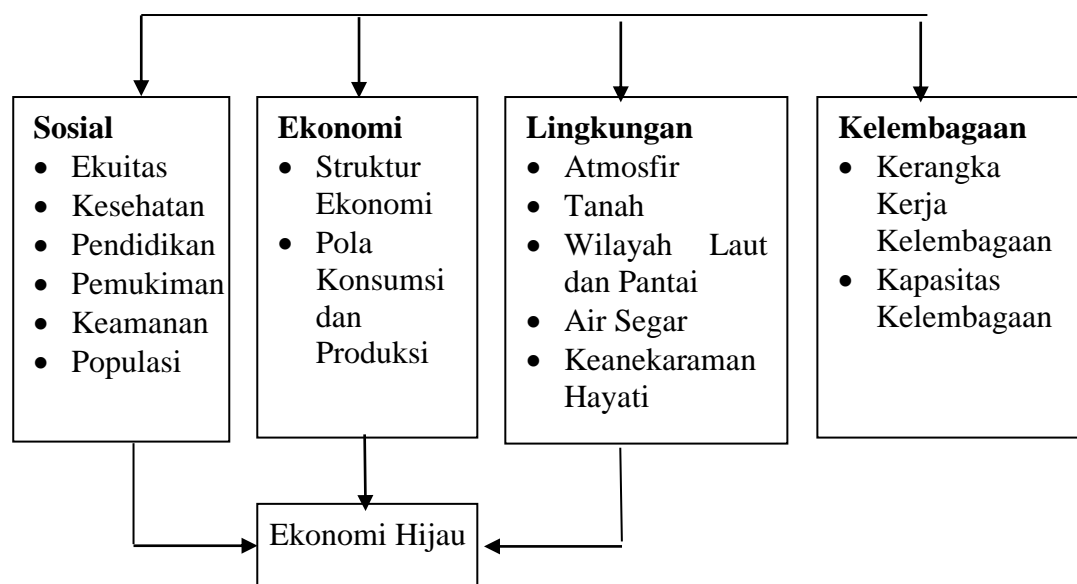 Sosial
• Ekuitas
• Kesehatan
• Pendidikan
• Pemukiman
• Keamanan
• Populasi
Ekonomi
• Struktur
Ekonomi
• Pola
Konsumsi
dan
Produksi
Lingkungan
• Atmosfir
• Tanah
• Wilayah Laut
dan Pantai
• Air Segar
• Keanekaraman
Hayati
Kelembagaan
• Kerangka
Kerja
Kelembagaan
• Kapasitas
Kelembagaan
Ekonomi Hijau